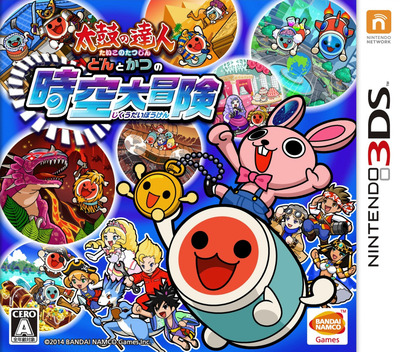 太鼓の達人
たいこのたつじん
どんとかつの
時空大冒険
じくうだいぼうけん
NINTENDO
NETWORK
NINTENDO 3DS
CERO
A
全年齢対象
©2014 BANDAI NAMCO Games Inc.
BANDAI
NAMCO
Games